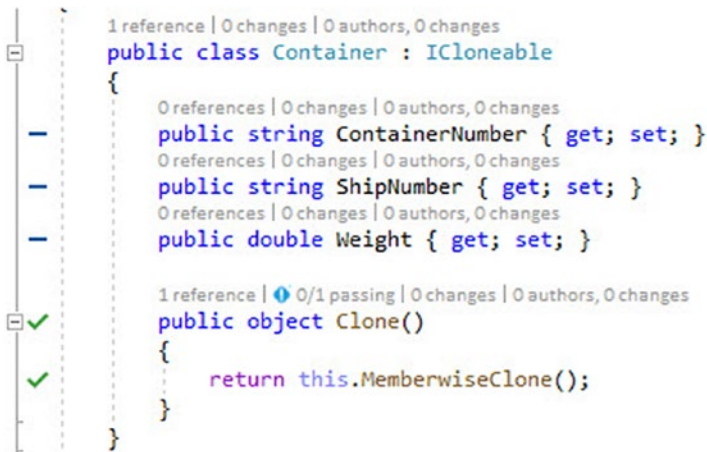 1 reference | 0 changes | 0 authors, 0 changes
public class Container : ICloneable
{
0 references | 0 changes | 0 authors, 0 changes
public string ContainerNumber { get; set; }
0 references | 0 changes | 0 authors, 0 changes
public string ShipNumber { get; set; }
0 references | 0 changes | 0 authors, 0 changes
public double Weight { get; set; }
1 reference | 0/1 passing | 0 changes | 0 authors, 0 changes
public object Clone()
{
return this.MemberwiseClone();
}
}